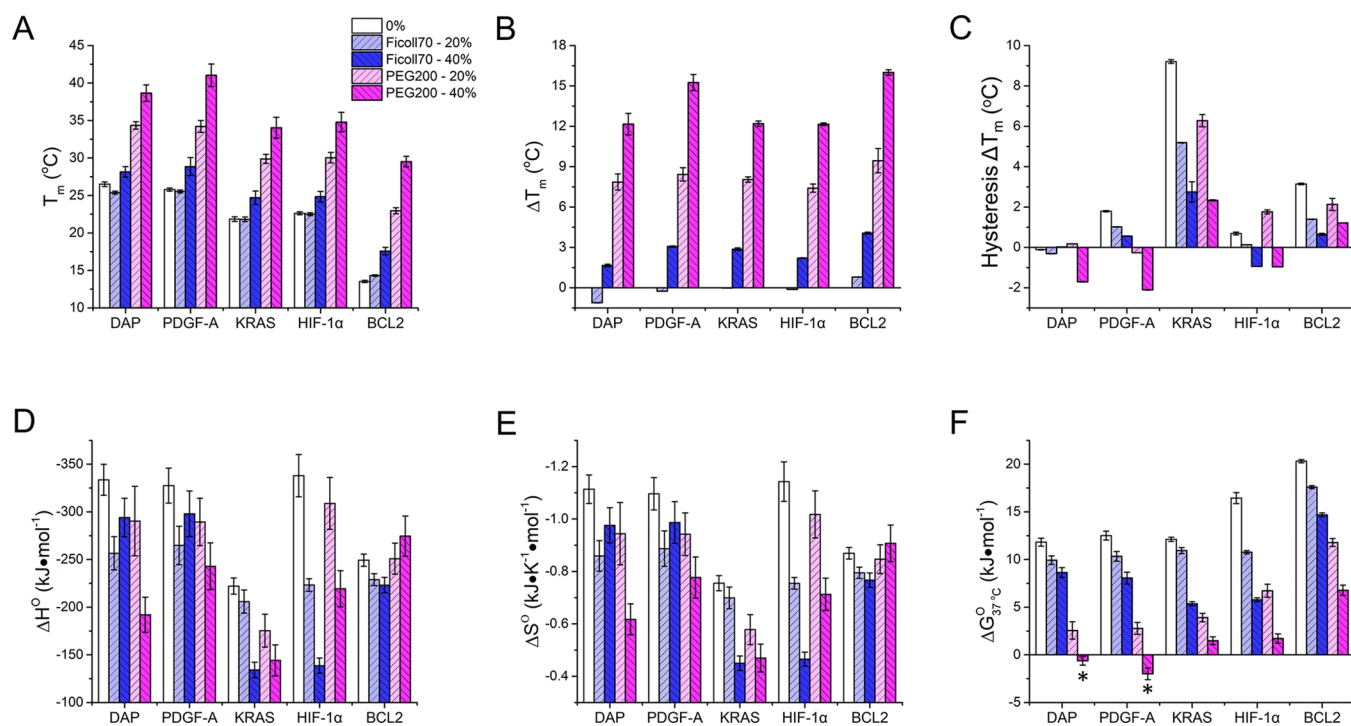 A
Tm (oC)
45
40
35
30
25
20
15
10
DAP PDGF-A KRAS HIF-1α BCL2
0%
Ficoll70 - 20%
Ficoll70 - 40%
PEG200 - 20%
PEG200 - 40%
B
ΔTm (oC)
18
15
12
9
6
3
0
DAP PDGF-A KRAS HIF-1α BCL2
C
Hysteresis ΔTm (oC)
10
8
6
4
2
0
-2
DAP PDGF-A KRAS HIF-1α BCL2
D
ΔHO (kJ•mol-1)
-350
-300
-250
-200
-150
-100
DAP PDGF-A KRAS HIF-1α BCL2
E
ΔSO (kJ•K-1•mol-1)
-1.2
-1.0
-0.8
-0.6
-0.4
DAP PDGF-A KRAS HIF-1α BCL2
F
ΔGO37 °C (kJ•mol-1)
20
15
10
5
0
-5
* *
DAP PDGF-A KRAS HIF-1α BCL2